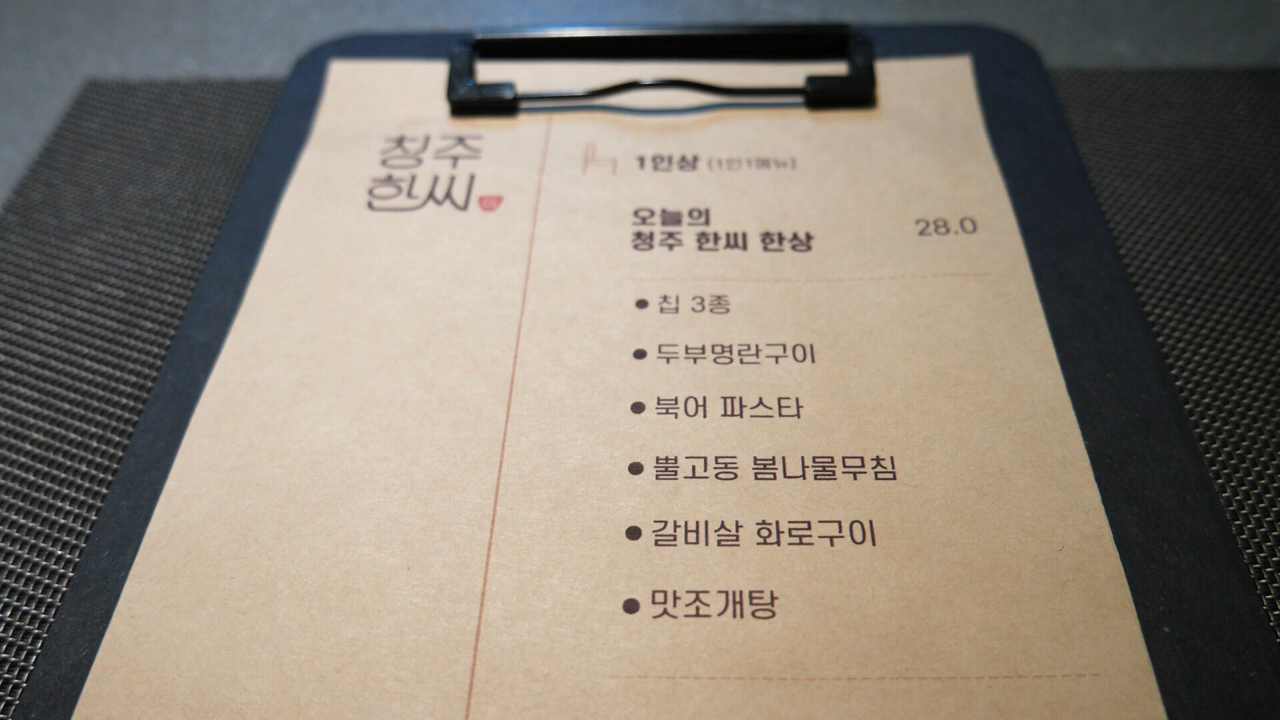 청주
한씨
1인상 (1인1메뉴)
오늘의
청주 한씨 한상
28.0
● 칩 3종
● 두부명란구이
● 북어 파스타
● 뿔고동 봄나물무침
● 갈비살 화로구이
● 맛조개탕